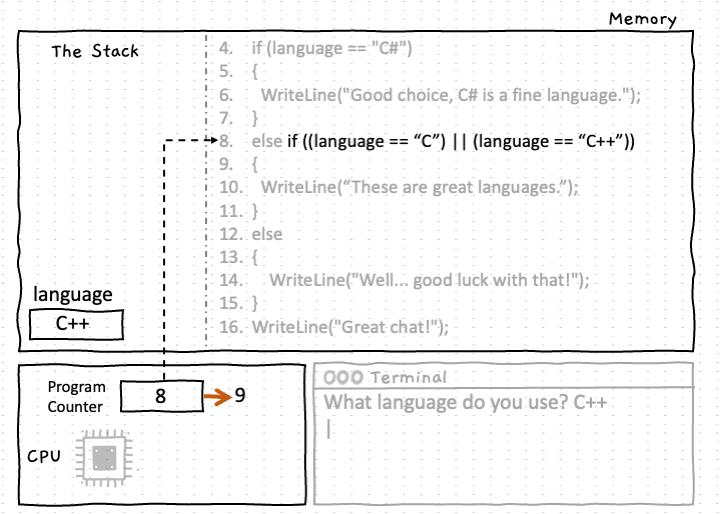 Memory
The Stack
4. if (language == "C#")
5. {
6. WriteLine("Good choice, C# is a fine language.");
7. }
8. else if ((language == “C”) || (language == “C++”))
9. {
10. WriteLine(“These are great languages.”);
11. }
12. else
13. {
14. WriteLine("Well... good luck with that!");
15. }
16. WriteLine("Great chat!");
language
C++
Program
Counter
8
9
CPU
Terminal
What language do you use? C++
|